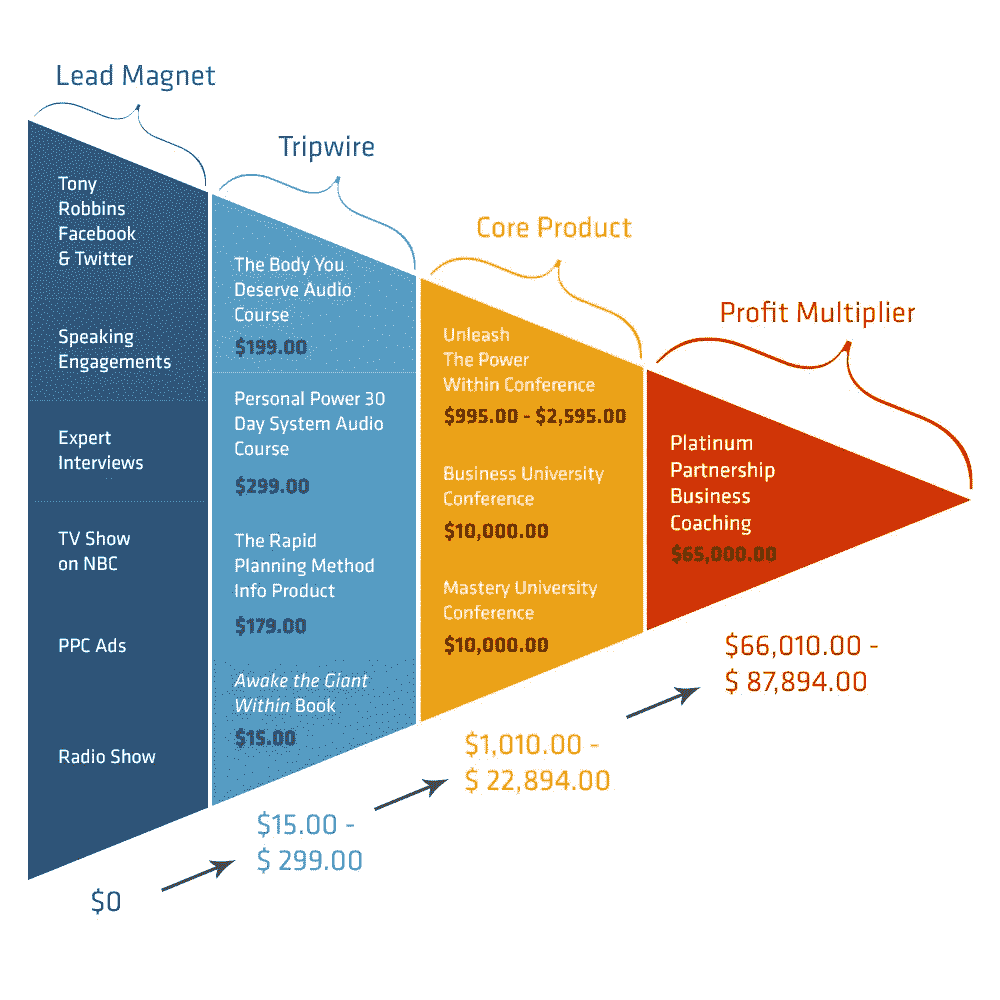 Lead Magnet
Tony
Robbins
Facebook
& Twitter
Speaking
Engagements
Expert
Interviews
TV Show
on NBC
PPC Ads
Radio Show
$0
Tripwire
The Body You
Deserve Audio
Course
$199.00
Personal Power 30
Day System Audio
Course
$299.00
The Rapid
Planning Method
Info Product
$179.00
Awake the Giant
Within Book
$15.00
$15.00 -
$ 299.00
Core Product
Unleash
The Power
Within Conference
$995.00 - $2,595.00
Business University
Conference
$10,000.00
Mastery University
Conference
$10,000.00
$1,010.00 -
$ 22,894.00
Profit Multiplier
Platinum
Partnership
Business
Coaching
$65,000.00
$66,010.00 -
$ 87,894.00